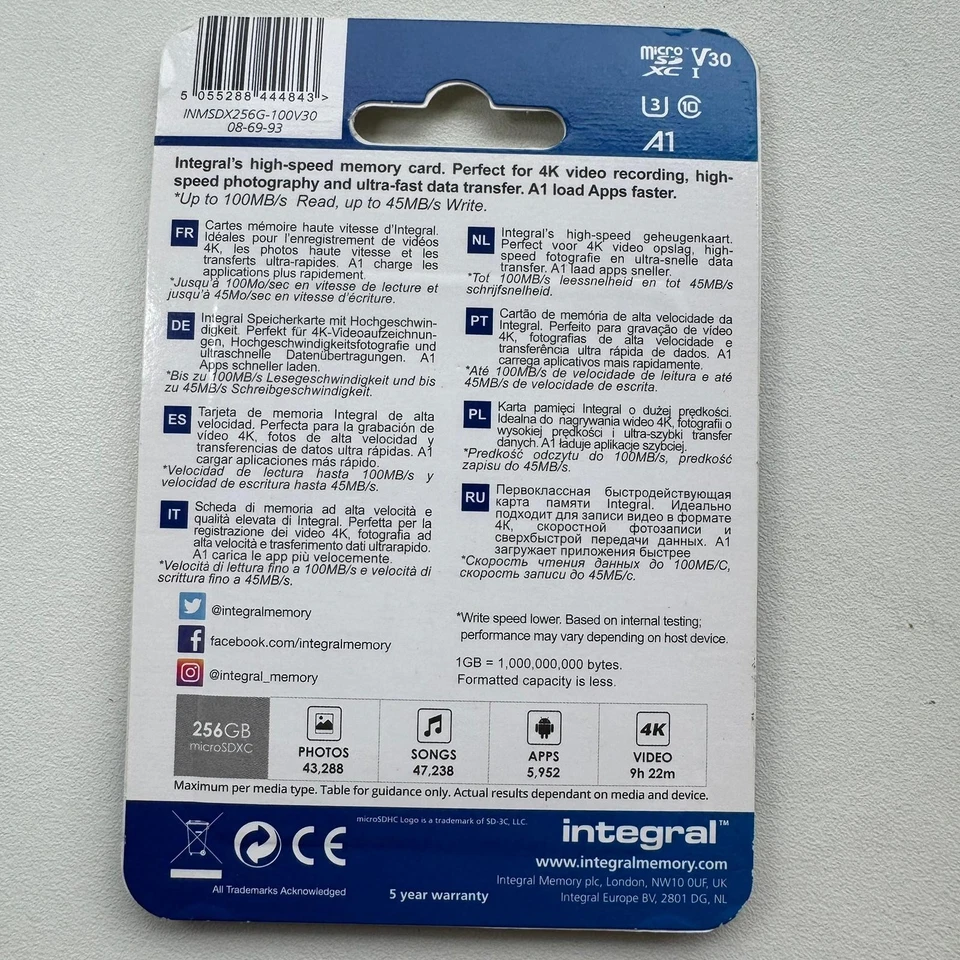 5 055288 444843 >
INMSDX256G-100V30
08-69-93
micro SD XC I V30
U3 C10
A1
Integral's high-speed memory card. Perfect for 4K video recording, high-
speed photography and ultra-fast data transfer. A1 load Apps faster.
*Up to 100MB/s Read, up to 45MB/s Write.
FR
Cartes mémoire haute vitesse d'Integral.
Idéales pour l'enregistrement de vidéos
4K, les photos haute vitesse et les
transferts ultra-rapides. A1 charge les
applications plus rapidement.
*Jusqu'à 100Mo/sec en vitesse de lecture et
jusqu'à 45Mo/sec en vitesse d'écriture.
DE
Integral Speicherkarte mit Hochgeschwin-
digkeit. Perfekt für 4K-Videoaufzeichnun-
gen, Hochgeschwindigkeitsfotografie und
ultraschnelle Datenübertragungen. A1
Apps schneller laden.
*Bis zu 100MB/s Lesegeschwindigkeit und bis
zu 45MB/s Schreibgeschwindigkeit.
ES
Tarjeta de memoria Integral de alta
velocidad. Perfecta para la grabación de
vídeo 4K, fotos de alta velocidad y
transferencias de datos ultra rápidas. A1
cargar aplicaciones más rápido.
*Velocidad de lectura hasta 100MB/s y
velocidad de escritura hasta 45MB/s.
IT
Scheda di memoria ad alta velocità e
qualità elevata di Integral. Perfetta per la
registrazione dei video 4K, fotografia ad
alta velocità e trasferimento dati ultrarapido.
A1 carica le app più velocemente.
*Velocità di lettura fino a 100MB/s e velocità di
scrittura fino a 45MB/s.
NL
Integral's high-speed geheugenkaart.
Perfect voor 4K video opslag, high-
speed fotografie en ultra-snelle data
transfer. A1 laad apps sneller.
*Tot 100MB/s leessnelheid en tot 45MB/s
schrijfsnelheid.
PT
Cartão de memória de alta velocidade da
Integral. Perfeito para gravação de vídeo
4K, fotografias de alta velocidade e
transferência ultra rápida de dados. A1
carrega aplicativos mais rapidamente.
*Até 100MB/s de velocidade de leitura e até
45MB/s de velocidade de escrita.
PL
Karta pamięci Integral o dużej prędkości.
Idealna do nagrywania wideo 4K, fotografii o
wysokiej prędkości i ultra-szybki transfer
danych. A1 ładuje aplikacje szybciej.
*Predkość odczytu do 100MB/s, predkość
zapisu do 45MB/s.
RU
Первоклассная быстродействующая
карта памяти Integral. Идеально
подходит для записи видео в формате
4K, скоростной фотозаписи и
сверхбыстрой передачи данных. A1
загружает приложения быстрее
*Скорость чтения данных до 100МБ/С,
скорость записи до 45МБ/с.
@integralmemory
facebook.com/integralmemory
@integral_memory
*Write speed lower. Based on internal testing;
performance may vary depending on host device.
1GB = 1,000,000,000 bytes.
Formatted capacity is less.
256GB
microSDXC
PHOTOS
43,288
SONGS
47,238
APPS
5,952
4K
VIDEO
9h 22m
Maximum per media type. Table for guidance only. Actual results dependant on media and device.
microSDHC Logo is a trademark of SD-3C, LLC.
CE
All Trademarks Acknowledged
5 year warranty
integral™
www.integralmemory.com
Integral Memory plc, London, NW10 0UF, UK
Integral Europe BV, 2801 DG, NL